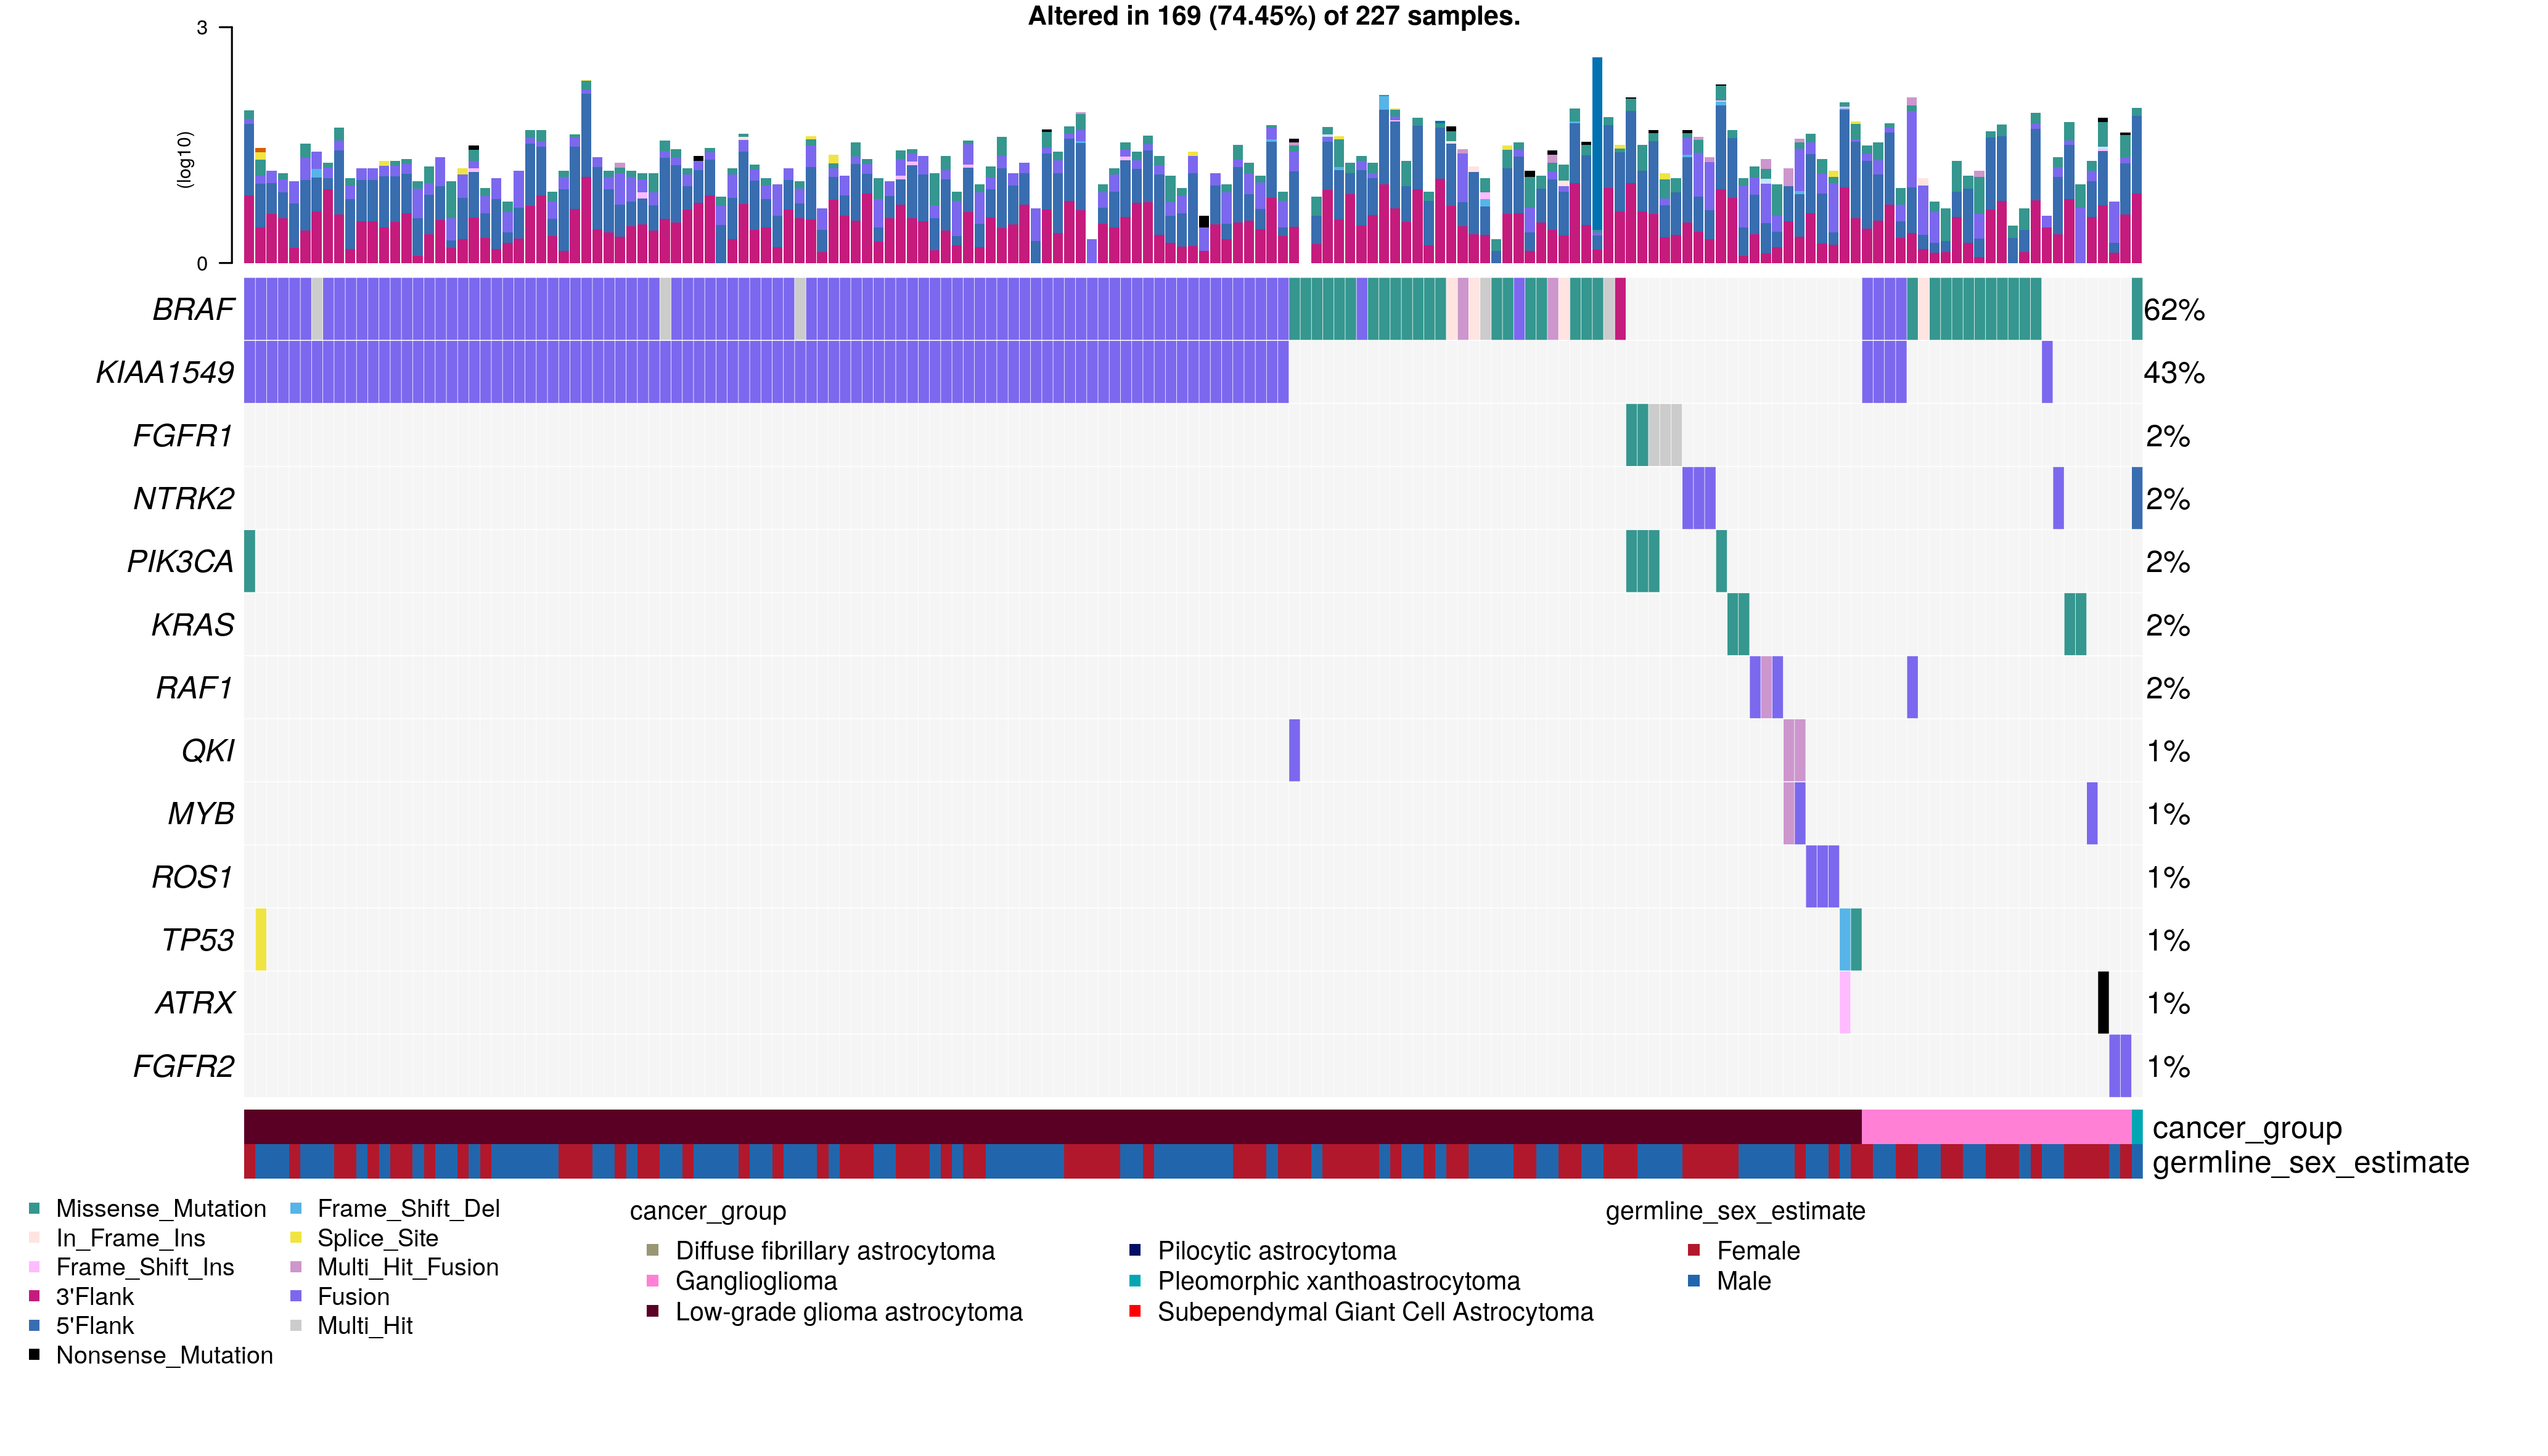 Altered in 169 (74.45%) of 227 samples.
3
(log10)
0
BRAF 62%
KIAA1549 43%
FGFR1 2%
NTRK2 2%
PIK3CA 2%
KRAS 2%
RAF1 2%
QKI 1%
MYB 1%
ROS1 1%
TP53 1%
ATRX 1%
FGFR2 1%
cancer_group
germline_sex_estimate
Missense_Mutation
In_Frame_Ins
Frame_Shift_Ins
3'Flank
5'Flank
Nonsense_Mutation
Frame_Shift_Del
Splice_Site
Multi_Hit_Fusion
Fusion
Multi_Hit
cancer_group
Diffuse fibrillary astrocytoma
Ganglioglioma
Low-grade glioma astrocytoma
Pilocytic astrocytoma
Pleomorphic xanthoastrocytoma
Subependymal Giant Cell Astrocytoma
germline_sex_estimate
Female
Male